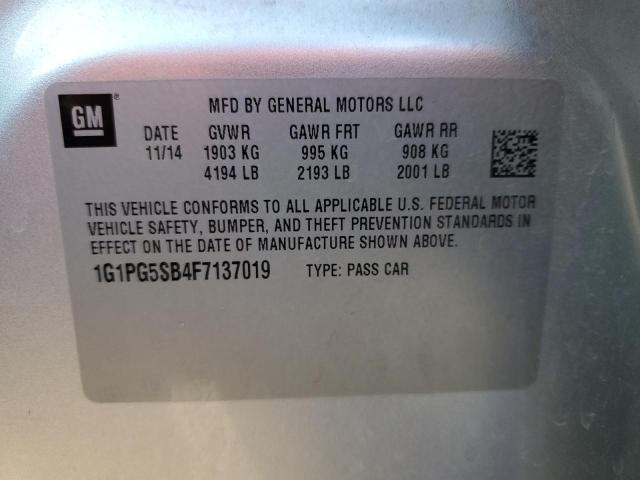 GM®
MFD BY GENERAL MOTORS LLC
DATE GVWR GAWR FRT GAWR RR
11/14 1903 KG 995 KG 908 KG
4194 LB 2193 LB 2001 LB
THIS VEHICLE CONFORMS TO ALL APPLICABLE U.S. FEDERAL MOTOR
VEHICLE SAFETY, BUMPER, AND THEFT PREVENTION STANDARDS IN
EFFECT ON THE DATE OF MANUFACTURE SHOWN ABOVE.
1G1PG5SB4F7137019 TYPE: PASS CAR